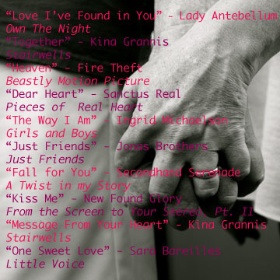 "Love I've Found in You" - Lady Antebellum
Own The Night
"Together" - Kina Grannis
Stairwells
"Heaven" - Fire Theft
Beastly Motion Picture
"Dear Heart" - Sanctus Real
Pieces of Real Heart
"The Way I Am" - Ingrid Michaelson
Girls and Boys
"Just Friends" - Jonas Brothers
Just Friends
"Fall for You" - Secondhand Serenade
A Twist in my Story
"Kiss Me" - New Found Glory
From the Screen to Your Stereo, Pt. II
"Message From Your Heart" - Kina Grannis
Stairwells
"One Sweet Love" - Sara Bareilles
Little Voice